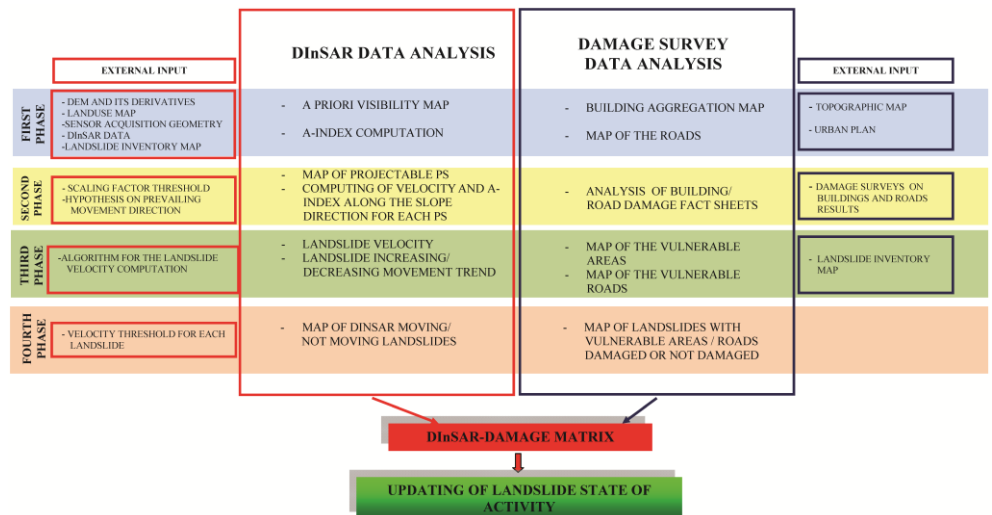 DInSAR DATA ANALYSIS
DAMAGE SURVEY
DATA ANALYSIS
EXTERNAL INPUT
EXTERNAL INPUT
FIRST
PHASE
- DEM AND ITS DERIVATIVES
- LANDUSE MAP
-SENSOR ACQUISITION GEOMETRY
- DInSAR DATA
-LANDSLIDE INVENTORY MAP
- A PRIORI VISIBILITY MAP
- A-INDEX COMPUTATION
- BUILDING AGGREGATION MAP
- MAP OF THE ROADS
- TOPOGRAPHIC MAP
- URBAN PLAN
SECOND
PHASE
- SCALING FACTOR THRESHOLD
-HYPOTHESIS ON PREVAILING
MOVEMENT DIRECTION
- MAP OF PROJECTABLE PS
- COMPUTING OF VELOCITY AND A-
INDEX ALONG THE SLOPE
DIRECTION FOR EACH PS
- ANALYSIS OF BUILDING/
ROAD DAMAGE FACT SHEETS
- DAMAGE SURVEYS ON
BUILDINGS AND ROADS
RESULTS
THIRD
PHASE
-ALGORITHM FOR THE LANDSLIDE
VELOCITY COMPUTATION
- LANDSLIDE VELOCITY
- LANDSLIDE INCREASING/
DECREASING MOVEMENT TREND
- MAP OF THE VULNERABLE
AREAS
- MAP OF THE VULNERABLE
ROADS
- LANDSLIDE INVENTORY
MAP
FOURTH
PHASE
- VELOCITY THRESHOLD FOR EACH
LANDSLIDE
- MAP OF DINSAR MOVING/
NOT MOVING LANDSLIDES
- MAP OF LANDSLIDES WITH
VULNERABLE AREAS / ROADS
DAMAGED OR NOT DAMAGED
DInSAR-DAMAGE MATRIX
UPDATING OF LANDSLIDE STATE OF
ACTIVITY